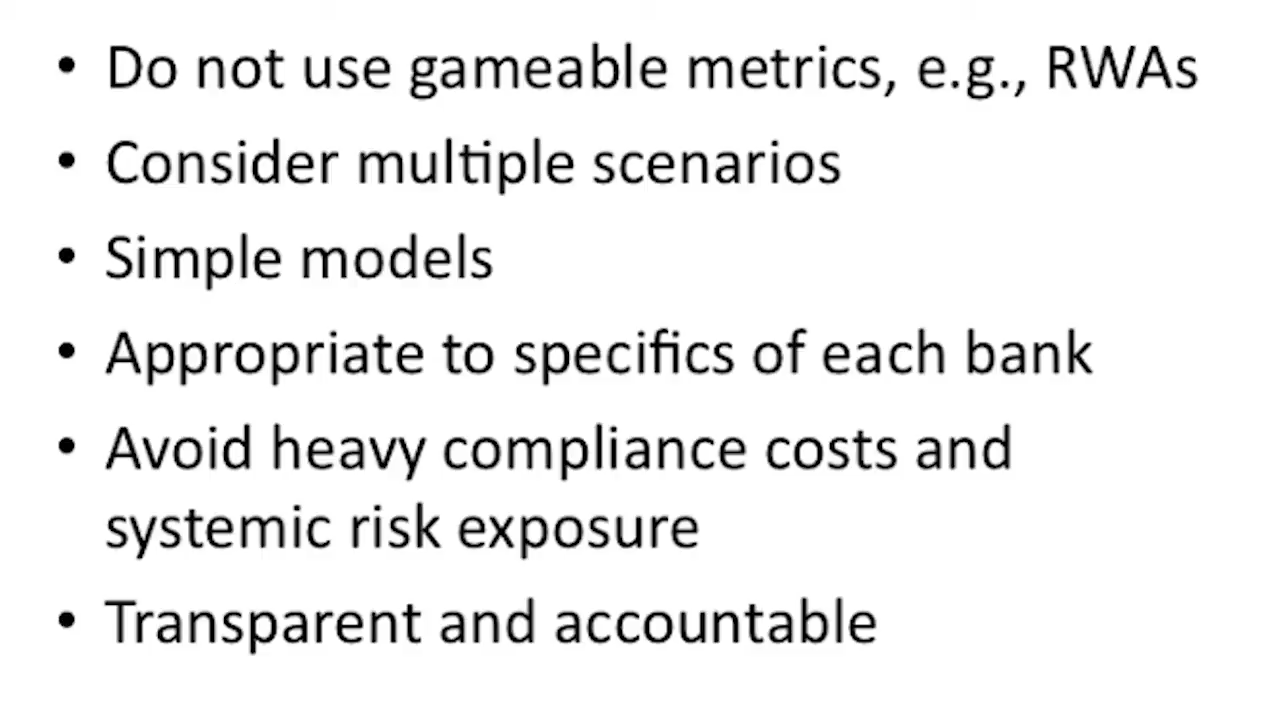 • Do not use gameable metrics, e.g., RWAs
• Consider multiple scenarios
• Simple models
• Appropriate to specifics of each bank
• Avoid heavy compliance costs and
systemic risk exposure
• Transparent and accountable